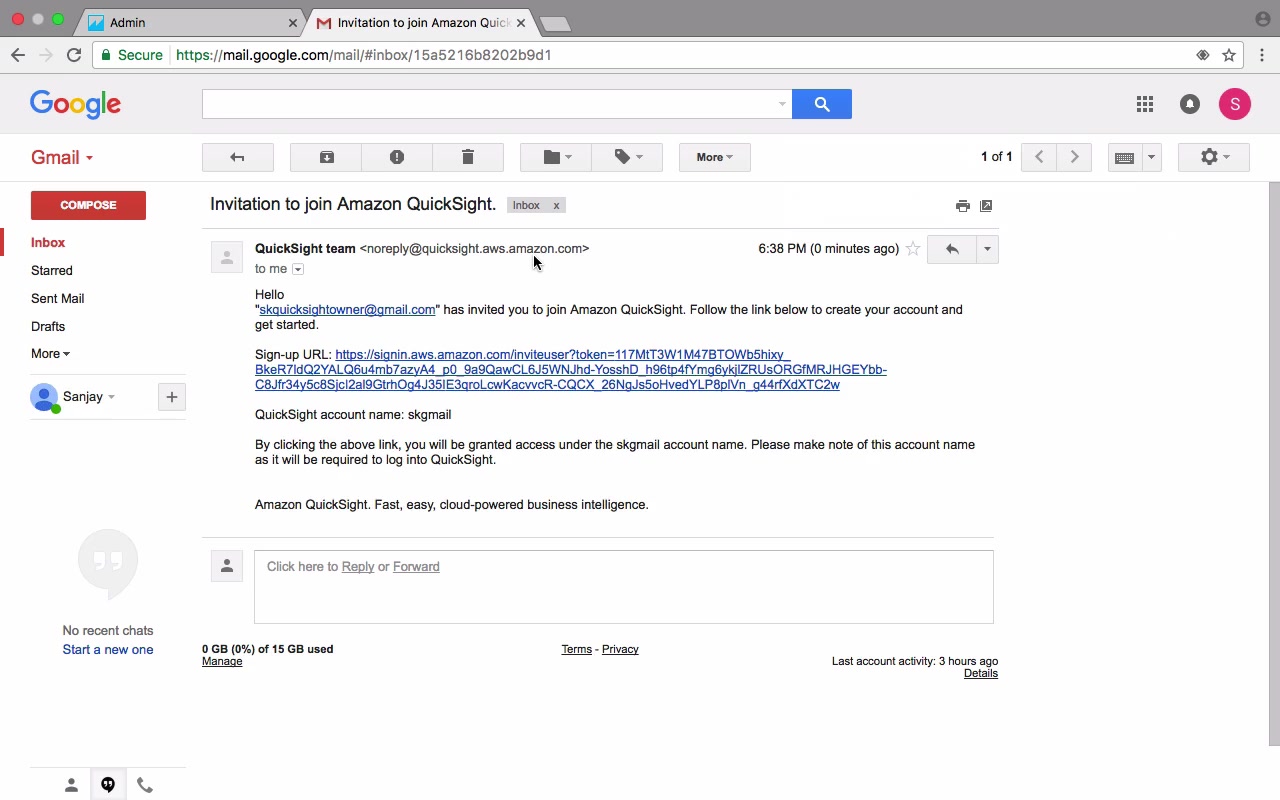 Admin
Invitation to join Amazon Quick
Secure
https://mail.google.com/mail/#inbox/15a5216b8202b9d1
Google
S
Gmail
More
1 of 1
COMPOSE
Inbox
Starred
Sent Mail
Drafts
More
Sanjay
No recent chats
Start a new one
Invitation to join Amazon QuickSight.
Inbox x
QuickSight team <noreply@quicksight.aws.amazon.com>
6:38 PM (0 minutes ago)
to me
Hello
"skquicksightowner@gmail.com" has invited you to join Amazon QuickSight. Follow the link below to create your account and
get started.
Sign-up URL: https://signin.aws.amazon.com/inviteuser?token=117MtT3W1M47BTOWb5hixy_
QuickSight account name: skgmail
By clicking the above link, you will be granted access under the skgmail account name. Please make note of this account name
as it will be required to log into QuickSight.
Amazon QuickSight. Fast, easy, cloud-powered business intelligence.
Click here to Reply or Forward
0 GB (0%) of 15 GB used
Manage
Terms - Privacy
Last account activity: 3 hours ago
Details